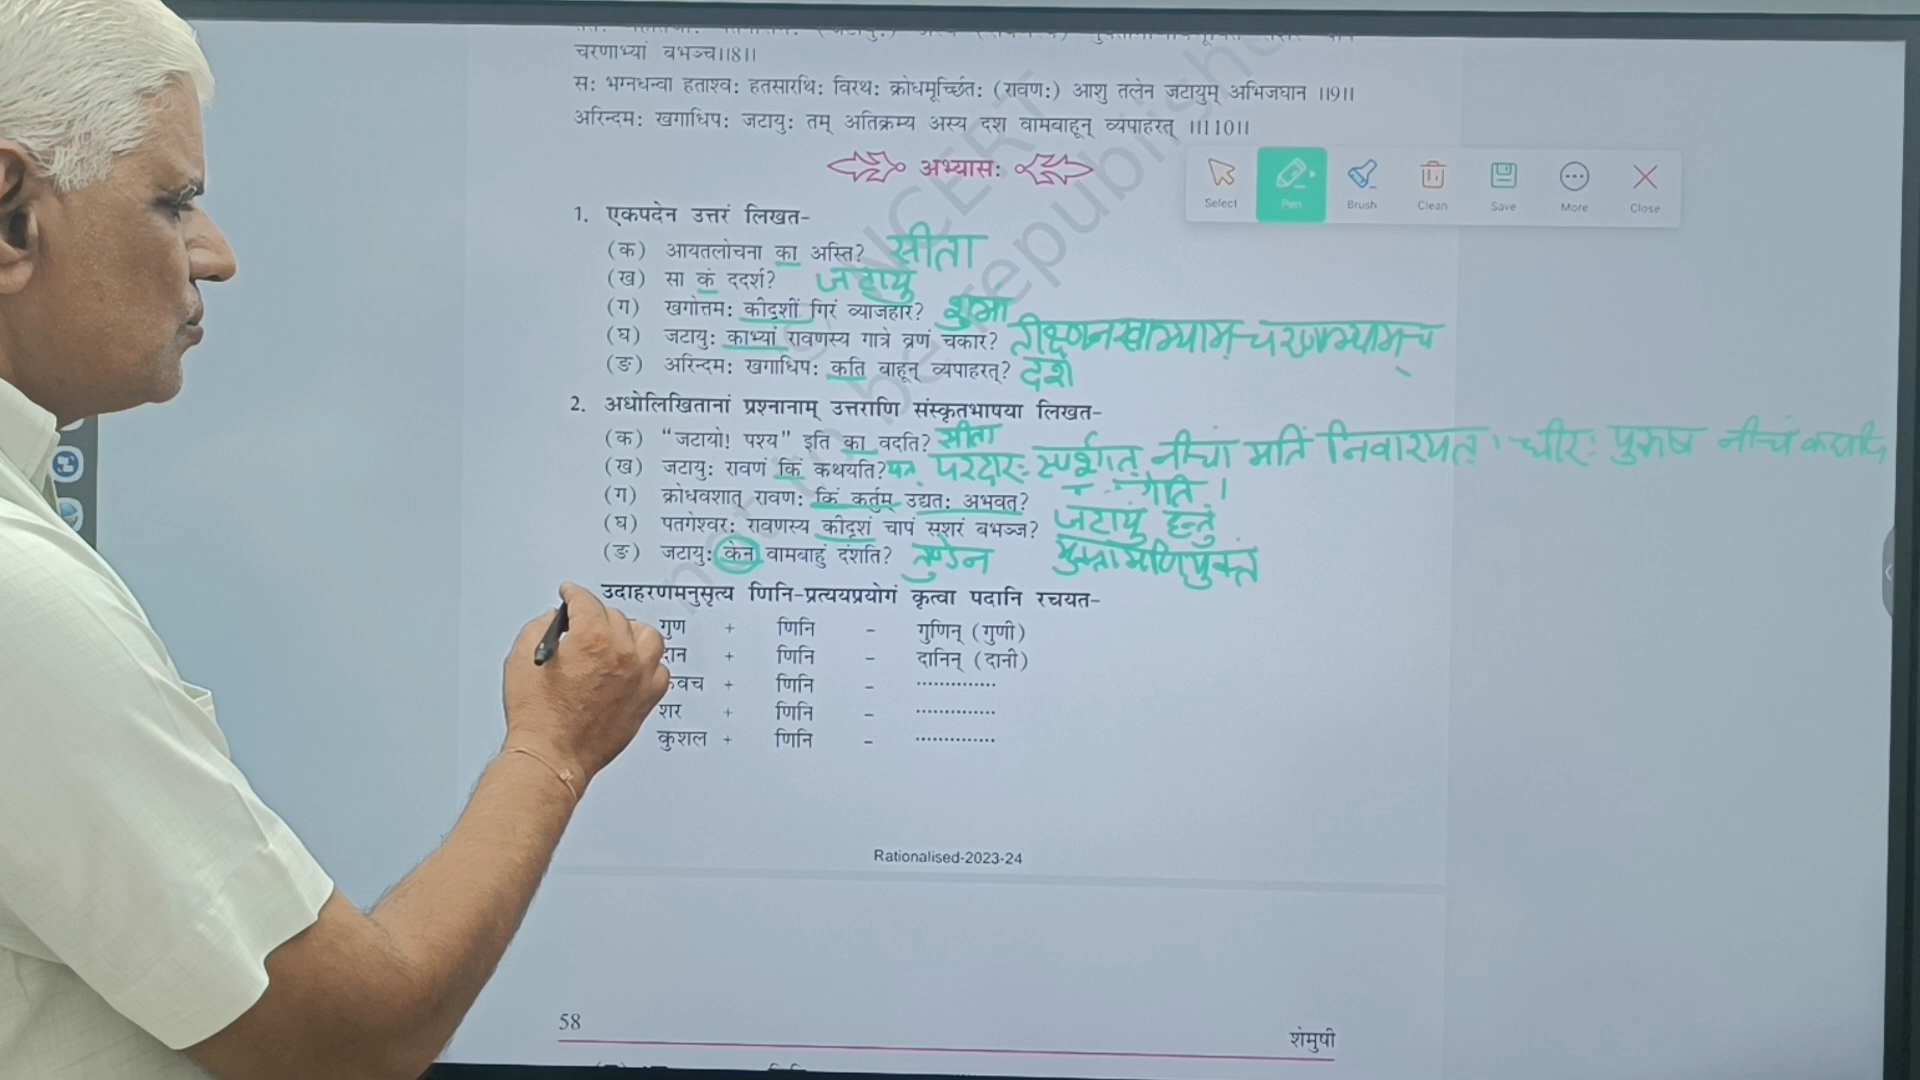 चरणाभ्यां बभञ्च।।8।।
सः भग्नधन्वा हताश्वः हतसारथिः विरथः क्रोधमूर्च्छितः (रावणः) आशु तलेन जटायुम् अभिजघान ।।9।।
अरिन्दमः खगाधिपः जटायुः तम् अतिक्रम्य अस्य दश वामबाहून् व्यपाहरत् ।।110।।
अभ्यासः
Select Pen Brush Clean Save More Close
1. एकपदेन उत्तरं लिखत-
(क) आयतलोचना का अस्ति? सीता
(ख) सा कं ददर्श? जटायु
(ग) खगोत्तमः कीदृशीं गिरं व्याजहार? शुभा
(घ) जटायुः काभ्यां रावणस्य गात्रे व्रणं चकार? तीक्ष्णनखाभ्याम् चरणाभ्याम् च
(ङ) अरिन्दमः खगाधिपः कति बाहून् व्यपाहरत्? दश
2. अधोलिखितानां प्रश्नानाम् उत्तराणि संस्कृतभाषया लिखत-
(क) “जटायो! पश्य” इति का वदति? सीता
(ख) जटायुः रावणं किं कथयति? यत् परदारः स्पर्शात् नीचां मतिं निवारयत् । धीरः पुरुष नीचं
(ग) क्रोधवशात् रावणः किं कर्तुम् उद्यतः अभवत्?
(घ) पतगेश्वरः रावणस्य कीदृशं चापं सशरं बभञ्ज? जटायुं हन्तुं
(ङ) जटायुः केन वामबाहुं दंशति? तुण्डेन मुक्तामणियुक्तं
उदाहरणमनुसृत्य णिनि-प्रत्ययप्रयोगं कृत्वा पदानि रचयत-
गुण + णिनि - गुणिन् (गुणी)
दान + णिनि - दानिन् (दानी)
कवच + णिनि - ..............
शर + णिनि - ..............
कुशल + णिनि - ..............
Rationalised-2023-24
58
शेमुषी